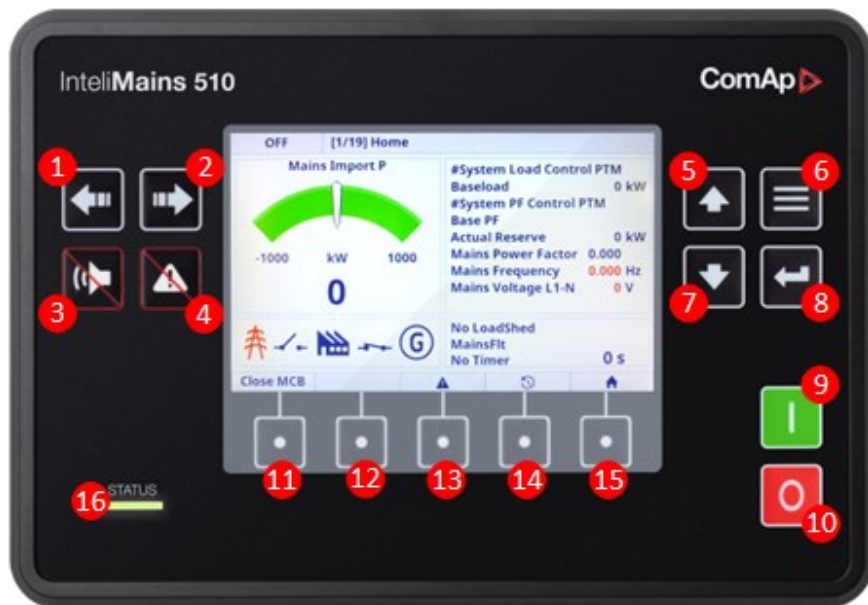 InteliMains 510
ComAp
OFF [1/19] Home
Mains Import P
-1000 kW 1000
0
#System Load Control PTM
Baseload 0 kW
#System PF Control PTM
Base PF
Actual Reserve 0 kW
Mains Power Factor 0.000
Mains Frequency 0.000 Hz
Mains Voltage L1-N 0 V
G
No LoadShed
MainsFlt
No Timer 0 s
Close MCB
STATUS
I
O
1
2
3
4
5
6
7
8
9
10
11
12
13
14
15
16